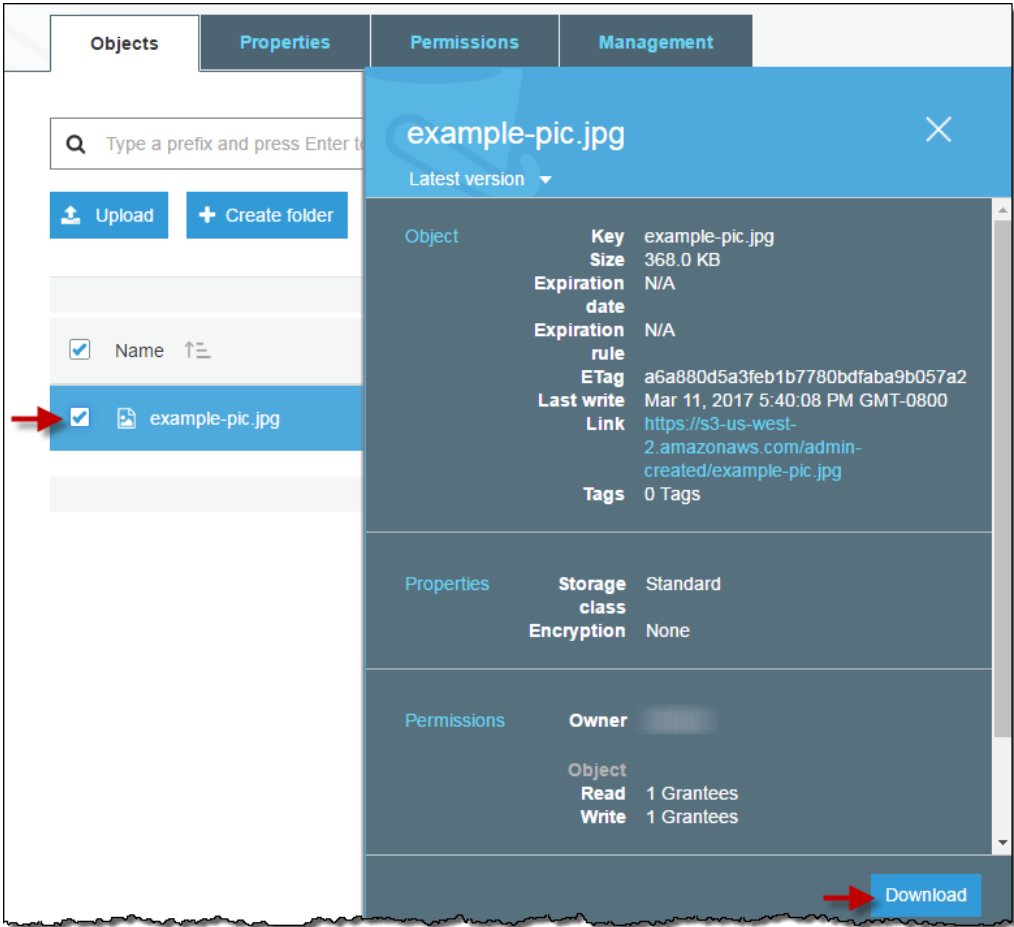 Objects Properties Permissions Management
Type a prefix and press Enter t
Upload Create folder
Name
example-pic.jpg
example-pic.jpg
Latest version
Object Key example-pic.jpg
Size 368.0 KB
Expiration N/A
date
Expiration N/A
rule
ETag a6a880d5a3feb1b7780bdfaba9b057a2
Last write Mar 11, 2017 5:40:08 PM GMT-0800
Link https://s3-us-west-
2.amazonaws.com/admin-
created/example-pic.jpg
Tags 0 Tags
Properties Storage Standard
class
Encryption None
Permissions Owner
Object
Read 1 Grantees
Write 1 Grantees
Download